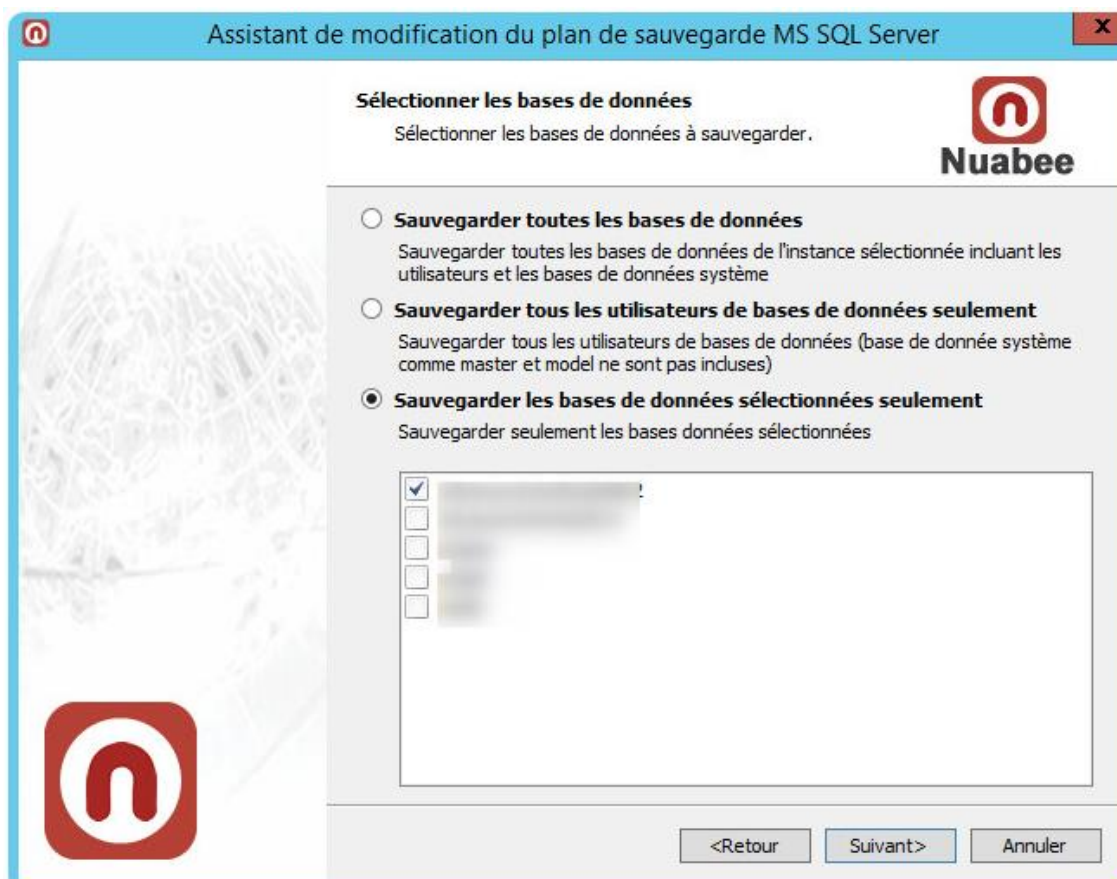 Assistant de modification du plan de sauvegarde MS SQL Server
x
Sélectionner les bases de données
Sélectionner les bases de données à sauvegarder.
Nuabee
Sauvegarder toutes les bases de données
Sauvegarder toutes les bases de données de l'instance sélectionnée incluant les
utilisateurs et les bases de données système
Sauvegarder tous les utilisateurs de bases de données seulement
Sauvegarder tous les utilisateurs de bases de données (base de donnée système
comme master et model ne sont pas incluses)
Sauvegarder les bases de données sélectionnées seulement
Sauvegarder seulement les bases données sélectionnées
<Retour
Suivant>
Annuler